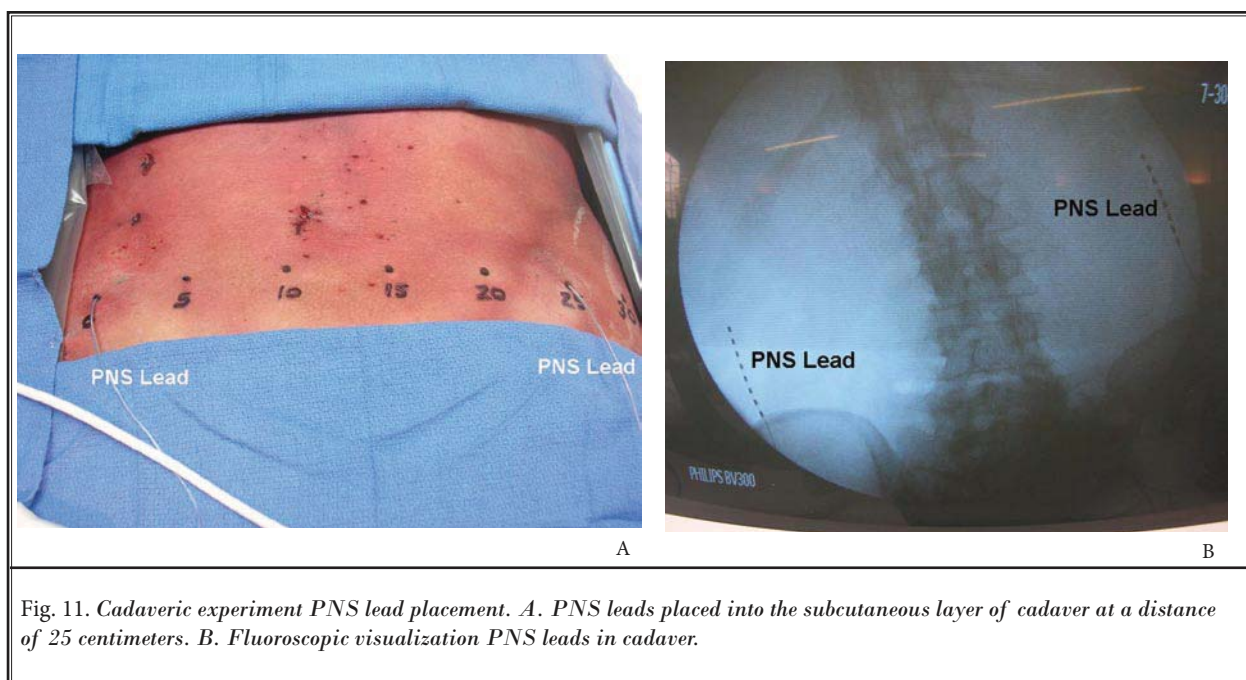 0
5
10
15
20
25
30
PNS Lead
PNS Lead
A
7-30
PNS Lead
PNS Lead
PHILIPS BV300
B
Fig. 11. Cadaveric experiment PNS lead placement. A. PNS leads placed into the subcutaneous layer of cadaver at a distance
of 25 centimeters. B. Fluoroscopic visualization PNS leads in cadaver.